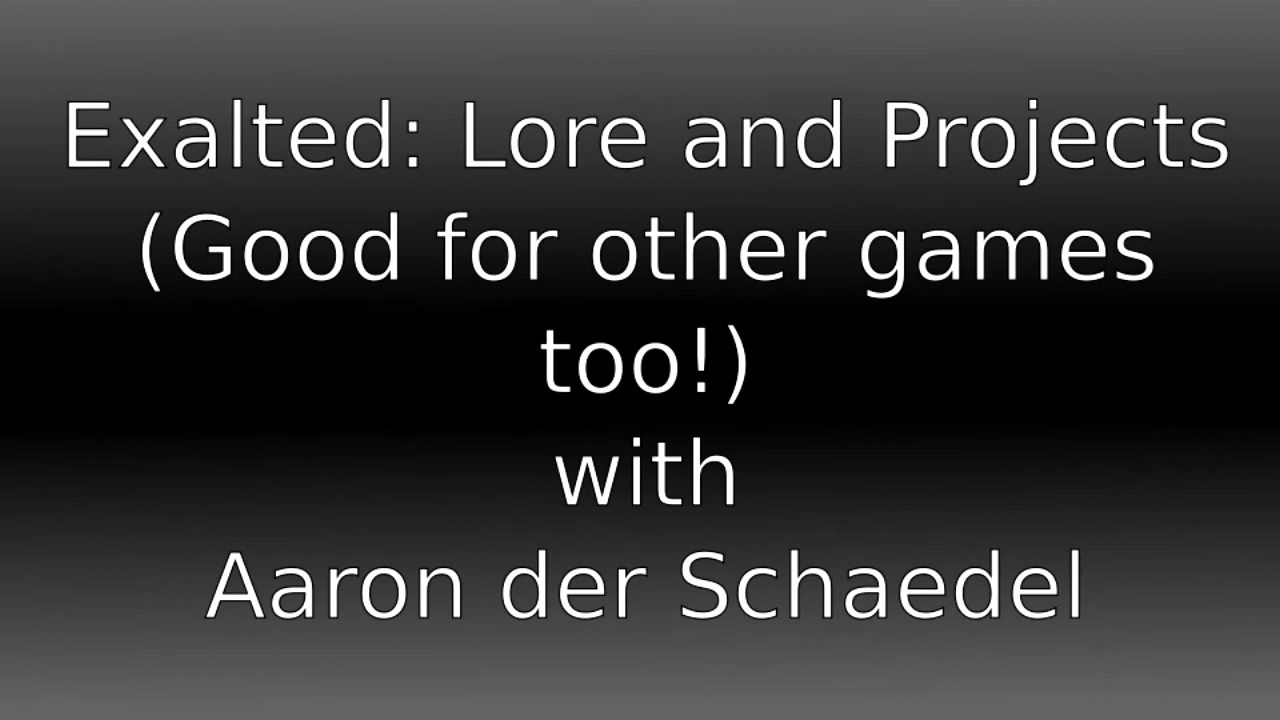 Exalted: Lore and Projects
(Good for other games
too!)
with
Aaron der Schaedel